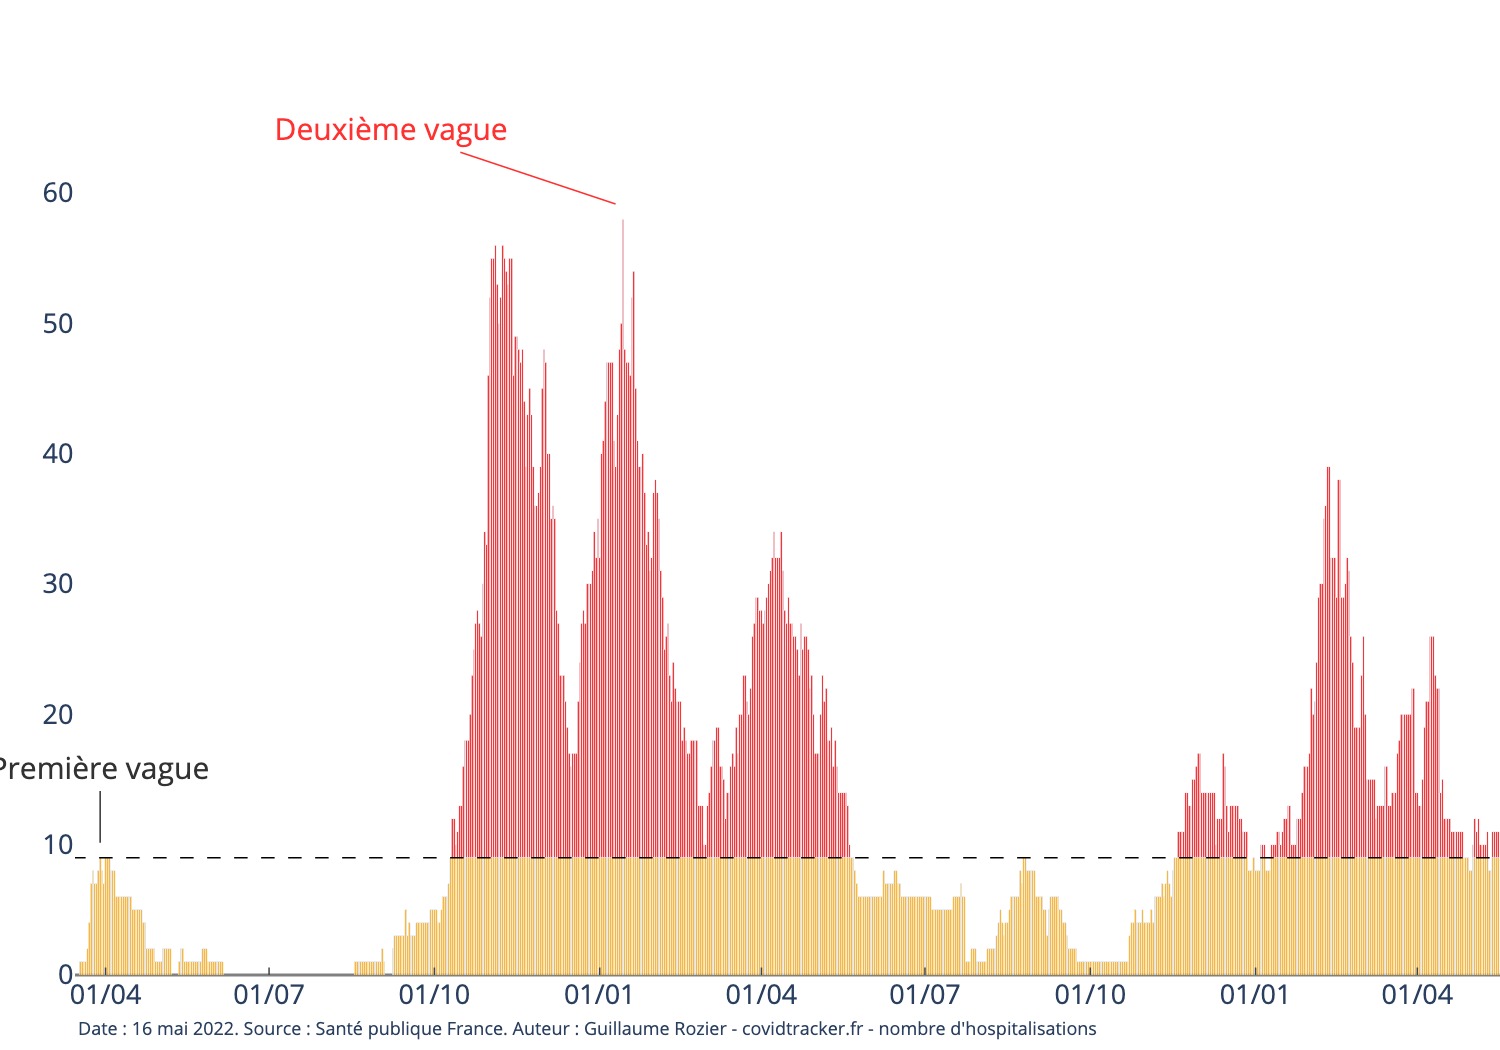 Deuxième vague
60
50
40
30
20
Première vague
10
0
01/04 01/07 01/10 01/01 01/04 01/07 01/10 01/01 01/04
Date : 16 mai 2022. Source : Santé publique France. Auteur : Guillaume Rozier - covidtracker.fr - nombre d'hospitalisations